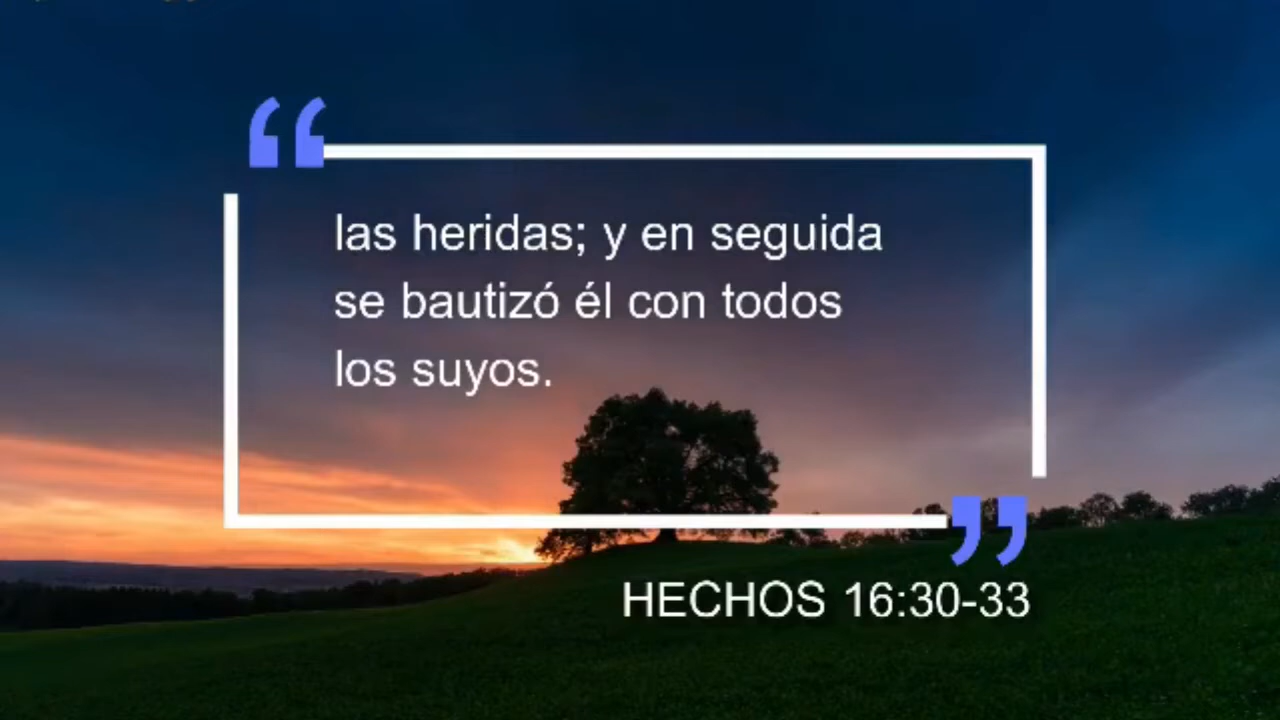 las heridas; y en seguida
se bautizó él con todos
los suyos.
HECHOS 16:30-33